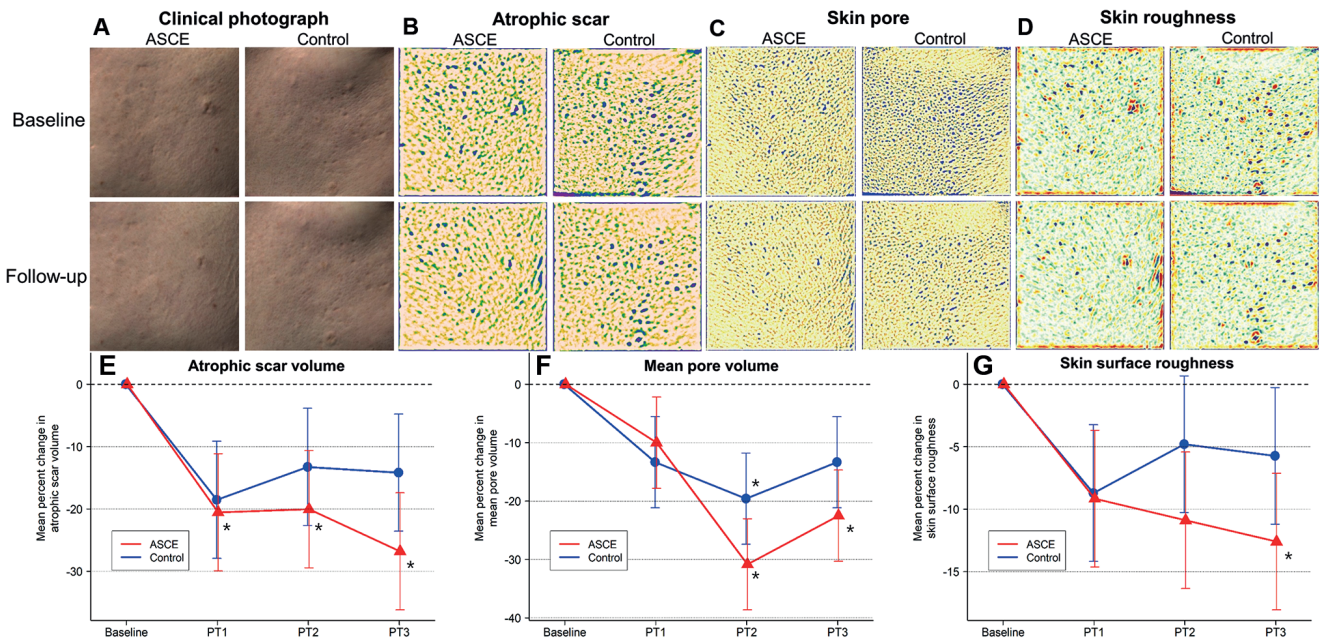 A Clinical photograph
ASCE Control
B Atrophic scar
ASCE Control
C Skin pore
ASCE Control
D Skin roughness
ASCE Control
Baseline
Follow-up
E Atrophic scar volume
Mean percent change in
atrophic scar volume
0
-10
-20
-30
* * *
ASCE
Control
Baseline PT1 PT2 PT3
F Mean pore volume
Mean percent change in
mean pore volume
0
-10
-20
-30
-40
* * *
ASCE
Control
Baseline PT1 PT2 PT3
G Skin surface roughness
Mean percent change in
skin surface roughness
0
-5
-10
-15
*
ASCE
Control
Baseline PT1 PT2 PT3